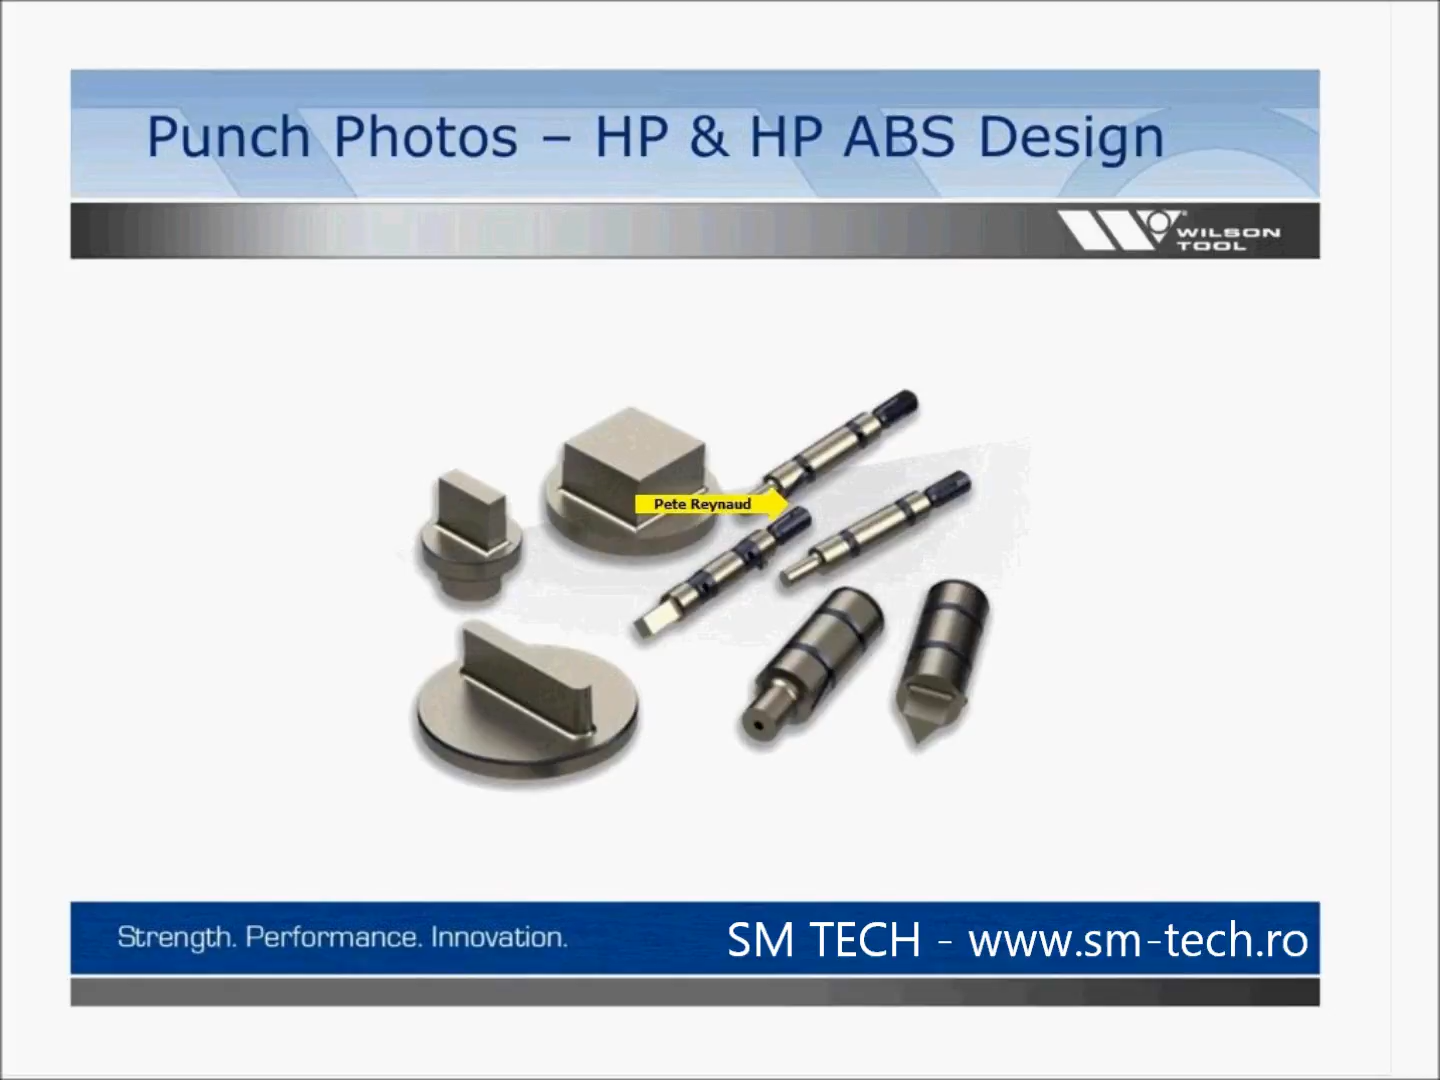 Punch Photos – HP & HP ABS Design
WILSON
TOOL
Pete Reynaud
Strength. Performance. Innovation.
SM TECH - www.sm-tech.ro